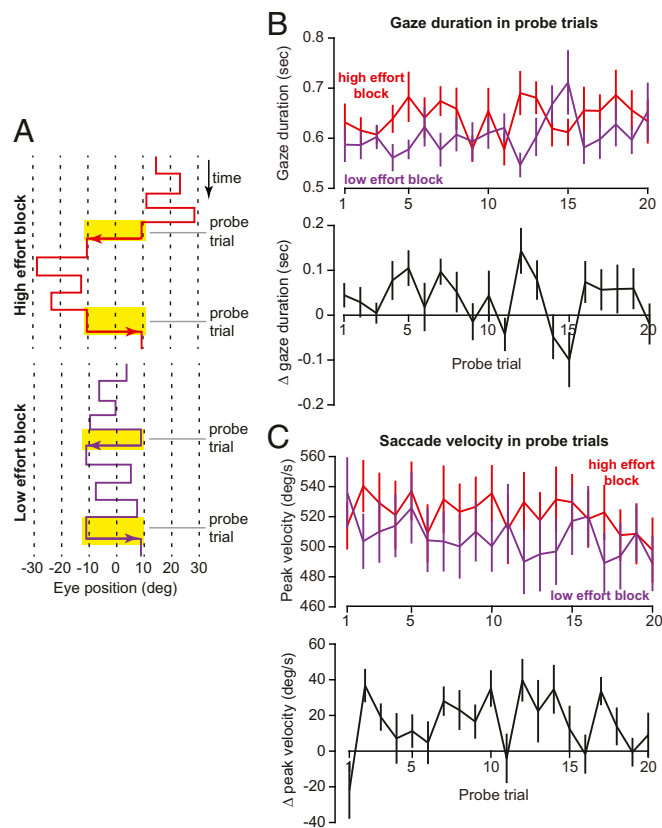 A
time
High effort block
probe
trial
probe
trial
Low effort block
probe
trial
probe
trial
-30 -20 -10 0 10 20 30
Eye position (deg)
B
Gaze duration in probe trials
Gaze duration (sec)
0.8
0.7
0.6
0.5
high effort
block
low effort block
1 5 10 15 20
Δ gaze duration (sec)
0.2
0.1
0
-0.1
-0.2
1 5 10 15 20
Probe trial
C
Saccade velocity in probe trials
Peak velocity (deg/s)
560
540
520
500
480
460
high effort
block
low effort block
1 5 10 15 20
Δ peak velocity (deg/s)
60
40
20
0
-20
-40
1 5 10 15 20
Probe trial